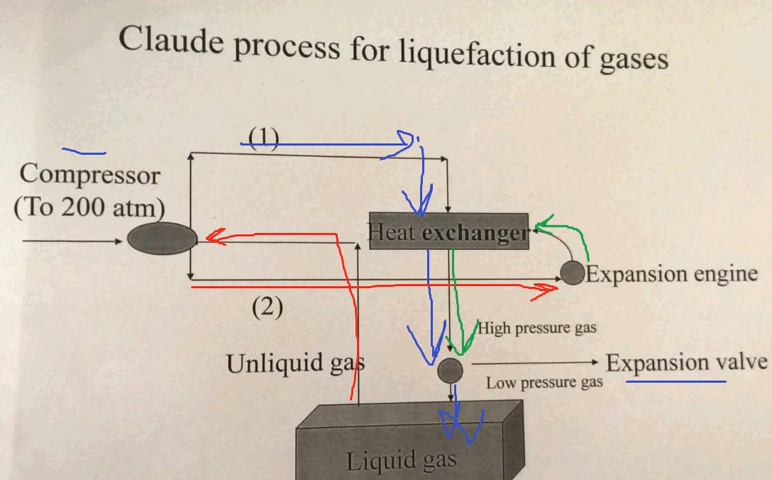 Claude process for liquefaction of gases
(1)
Compressor
(To 200 atm)
Heat exchanger
Expansion engine
(2)
High pressure gas
Unliquid gas
Expansion valve
Low pressure gas
Liquid gas